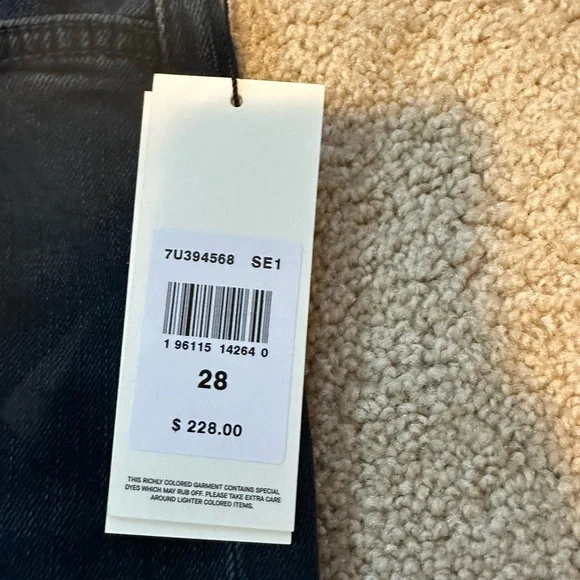 7U394568 SE1
1 96115 14264 0
28
$ 228.00
THIS RICHLY COLORED GARMENT CONTAINS SPECIAL
DYES WHICH MAY RUB OFF. PLEASE TAKE EXTRA CARE
AROUND LIGHTER COLORED ITEMS.